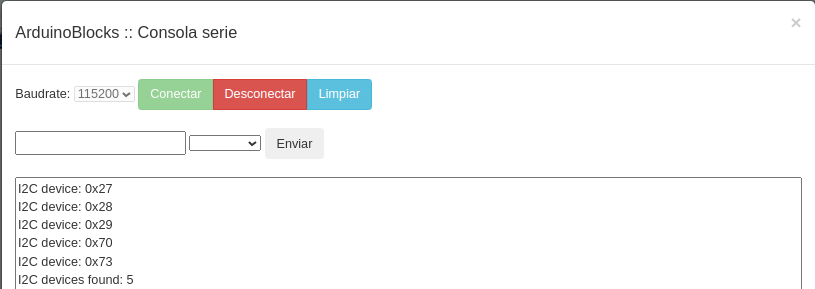 ArduinoBlocks :: Consola serie
×
Baudrate: 115200 Conectar Desconectar Limpiar
Enviar
I2C device: 0x27
I2C device: 0x28
I2C device: 0x29
I2C device: 0x70
I2C device: 0x73
I2C devices found: 5